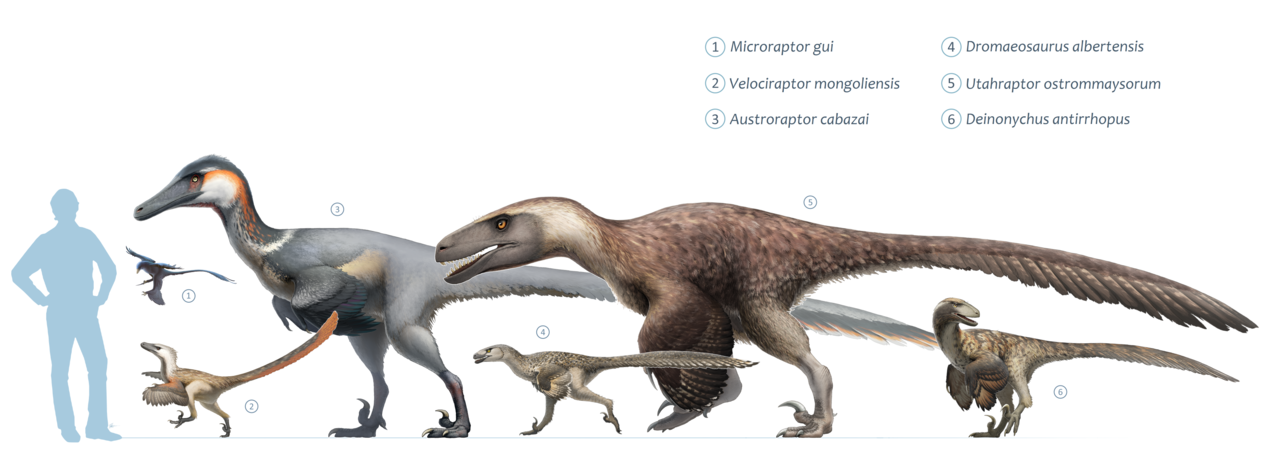 1 Microraptor gui
2 Velociraptor mongoliensis
3 Austroraptor cabazai
4 Dromaeosaurus albertensis
5 Utahraptor ostrommaysorum
6 Deinonychus antirrhopus
3
5
1
4
2
6